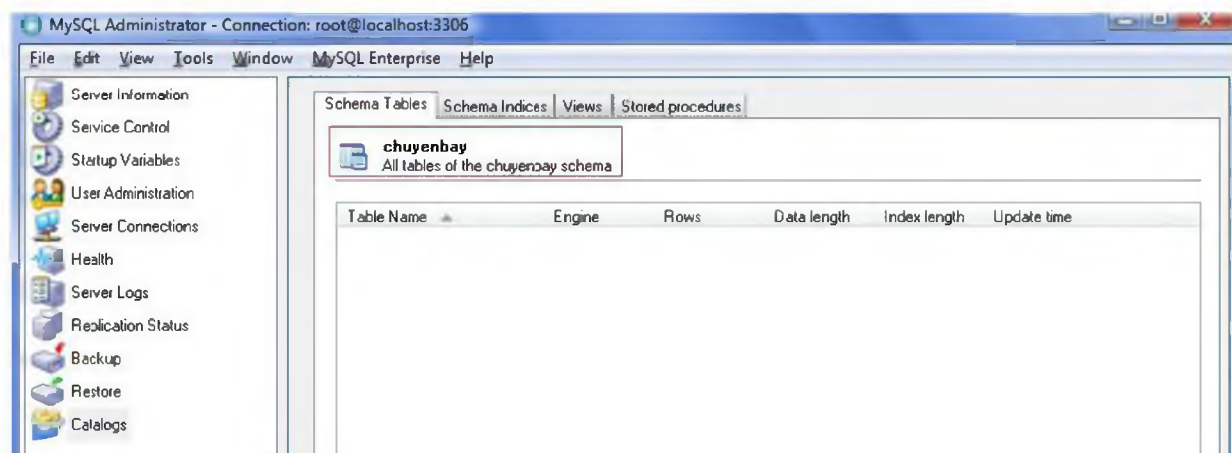 MySQL Administrator - Connection: root@localhost:3306
File Edit View Tools Window MySQL Enterprise Help
Server Information
Service Control
Startup Variables
User Administration
Server Connections
Health
Server Logs
Replication Status
Backup
Restore
Catalogs
Schema Tables Schema Indices Views Stored procedures
chuyenbay
All tables of the chuyenbay schema
Table Name Engine Rows Data length Index length Update time